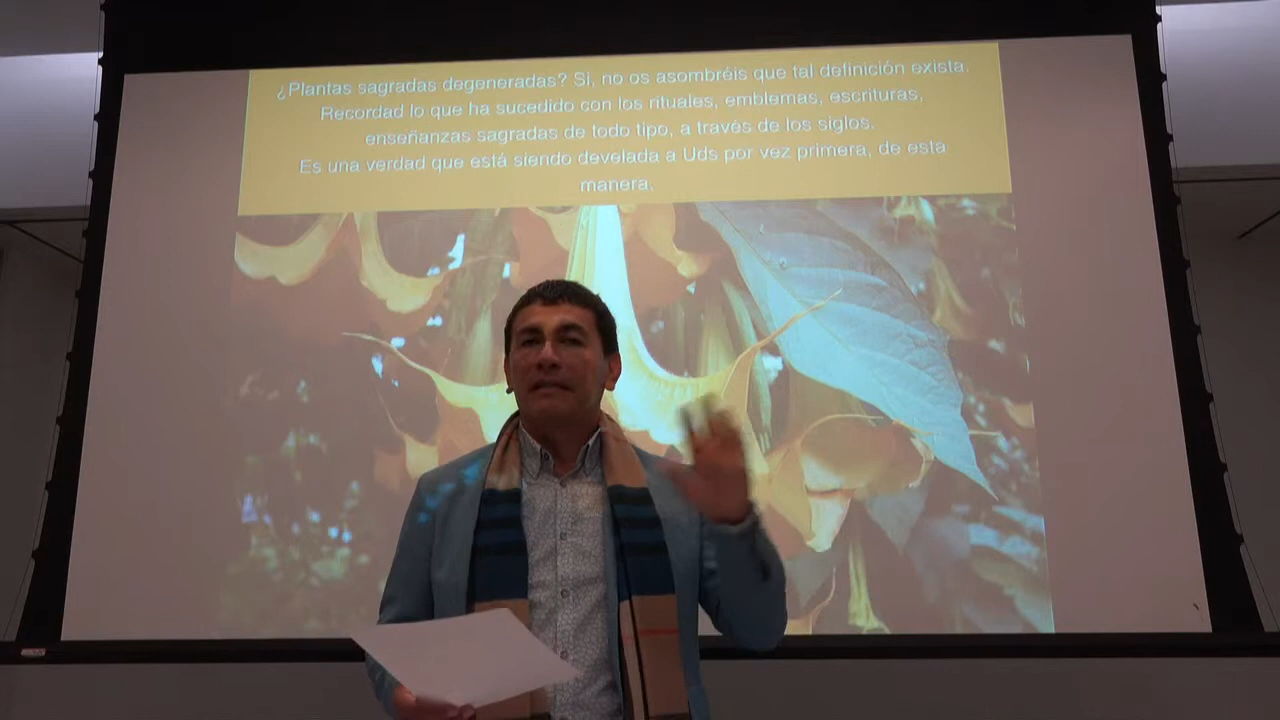 ¿Plantas sagradas degeneradas? Si, no os asombréis que tal definición exista.
Recordad lo que ha sucedido con los rituales, emblemas, escrituras,
enseñanzas sagradas de todo tipo, a través de los siglos.
Es una verdad que está siendo develada a Uds por vez primera, de esta
manera.